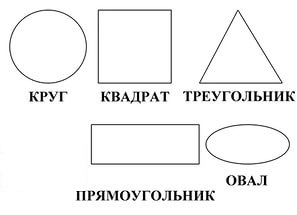 КРУГ КВАДРАТ ТРЕУГОЛЬНИК
ОВАЛ
ПРЯМОУГОЛЬНИК